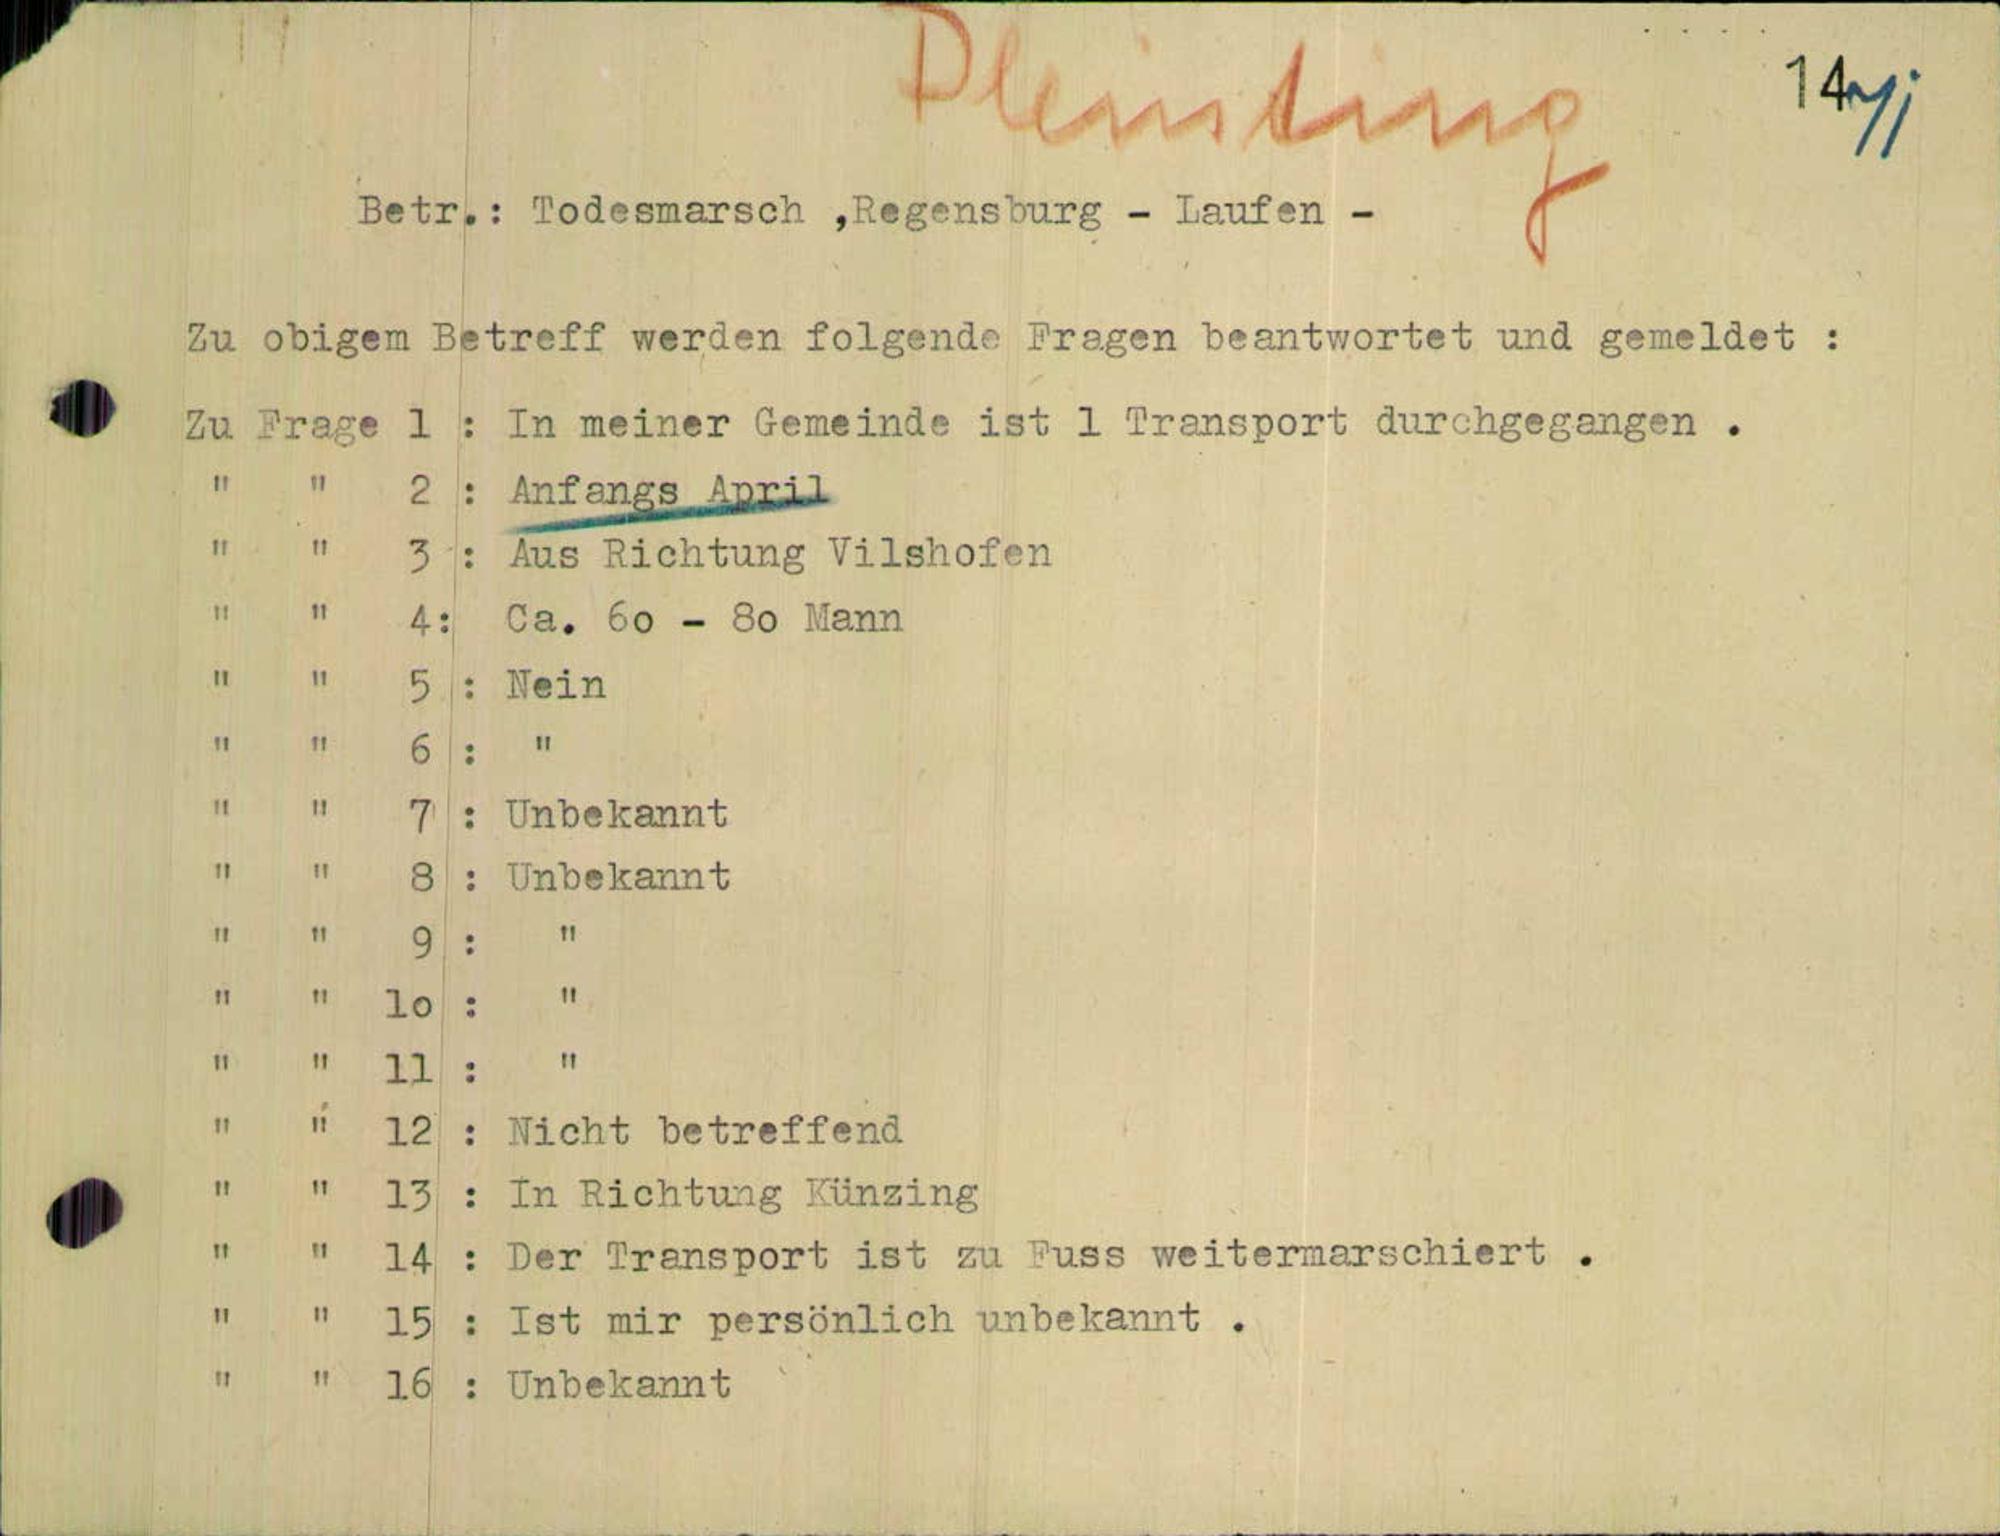 Pleinting
14
Betr.: Todesmarsch ,Regensburg - Laufen -
Zu obigem Betreff werden folgende Fragen beantwortet und gemeldet :
Zu Frage 1 : In meiner Gemeinde ist 1 Transport durchgegangen .
" " 2 : Anfangs April
" " 3 : Aus Richtung Vilshofen
" " 4: Ca. 6o - 8o Mann
" " 5 : Nein
" " 6 : "
" " 7 : Unbekannt
" " 8 : Unbekannt
" " 9 : "
" " 1o : "
" " 11 : "
" " 12 : Nicht betreffend
" " 13 : In Richtung Künzing
" " 14 : Der Transport ist zu Fuss weitermarschiert .
" " 15 : Ist mir persönlich unbekannt .
" " 16 : Unbekannt